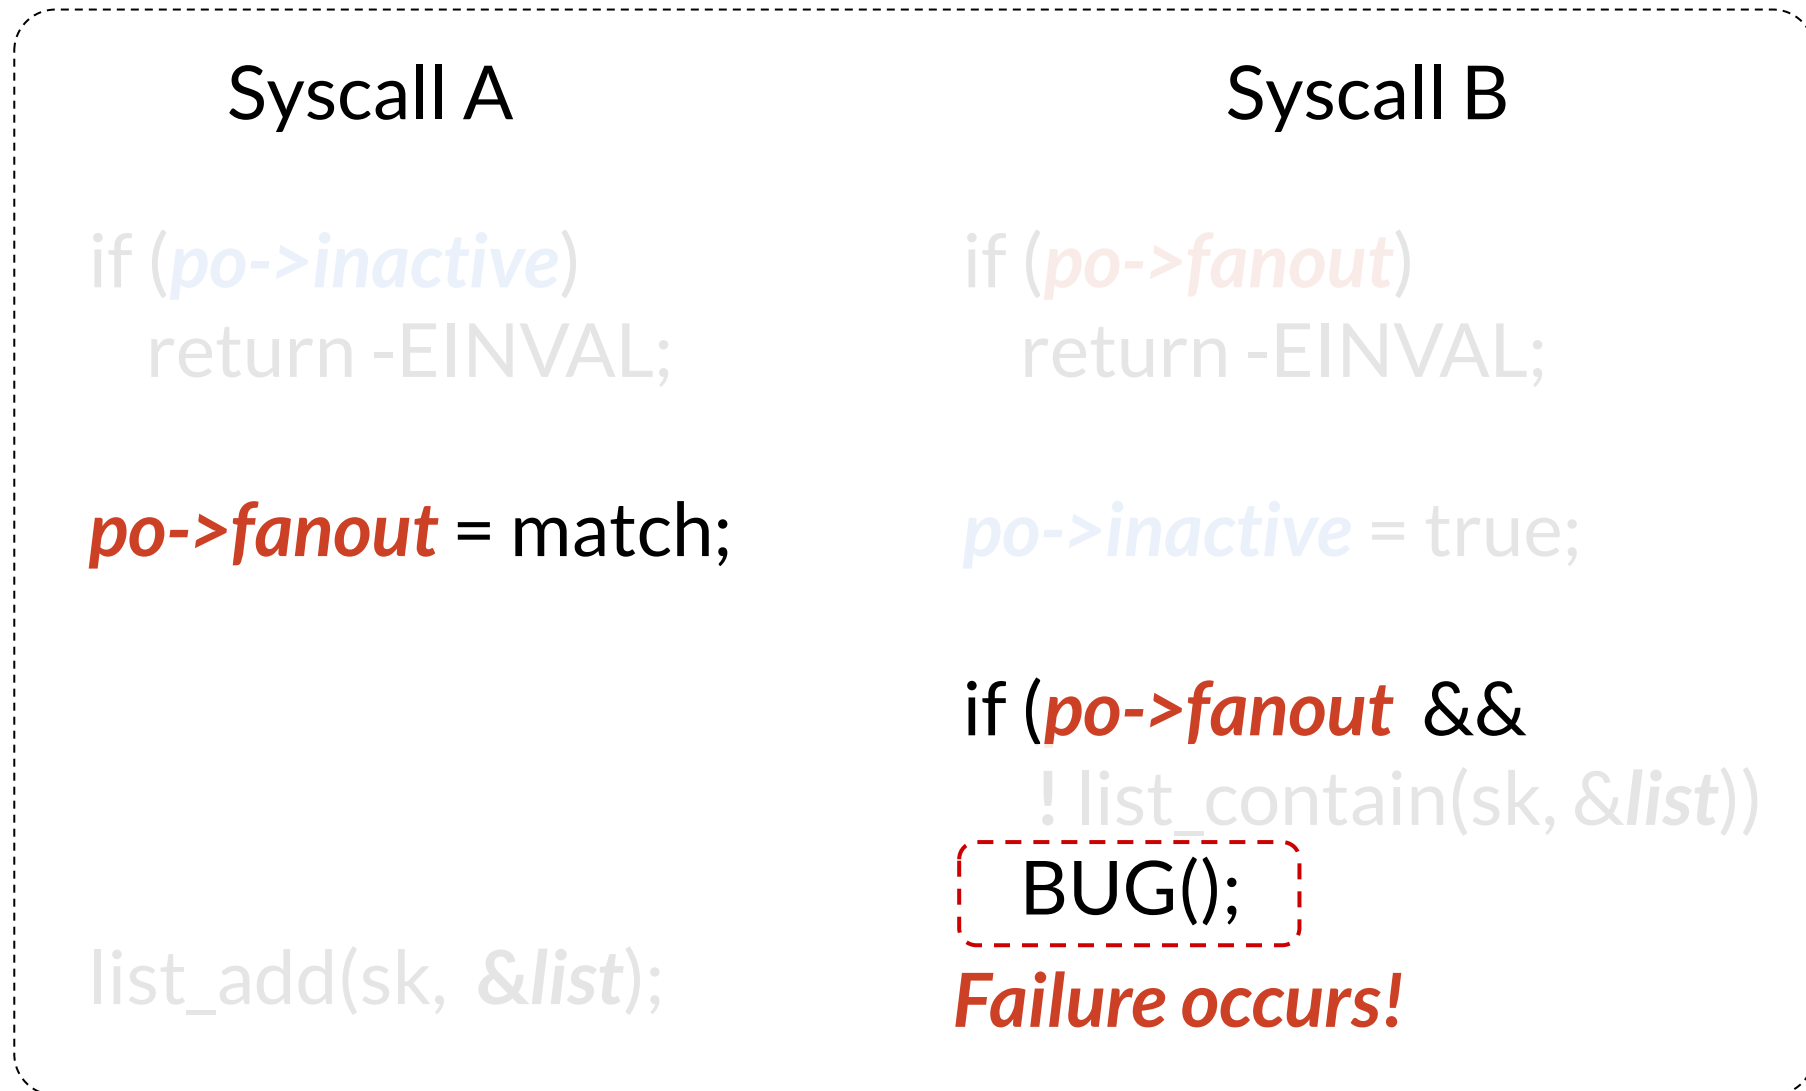 Syscall A
if (po->inactive)
return -EINVAL;
po->fanout = match;
list_add(sk, &list);
Syscall B
if (po->fanout)
return -EINVAL;
po->inactive = true;
if (po->fanout &&
! list_contain(sk, &list))
BUG();
Failure occurs!